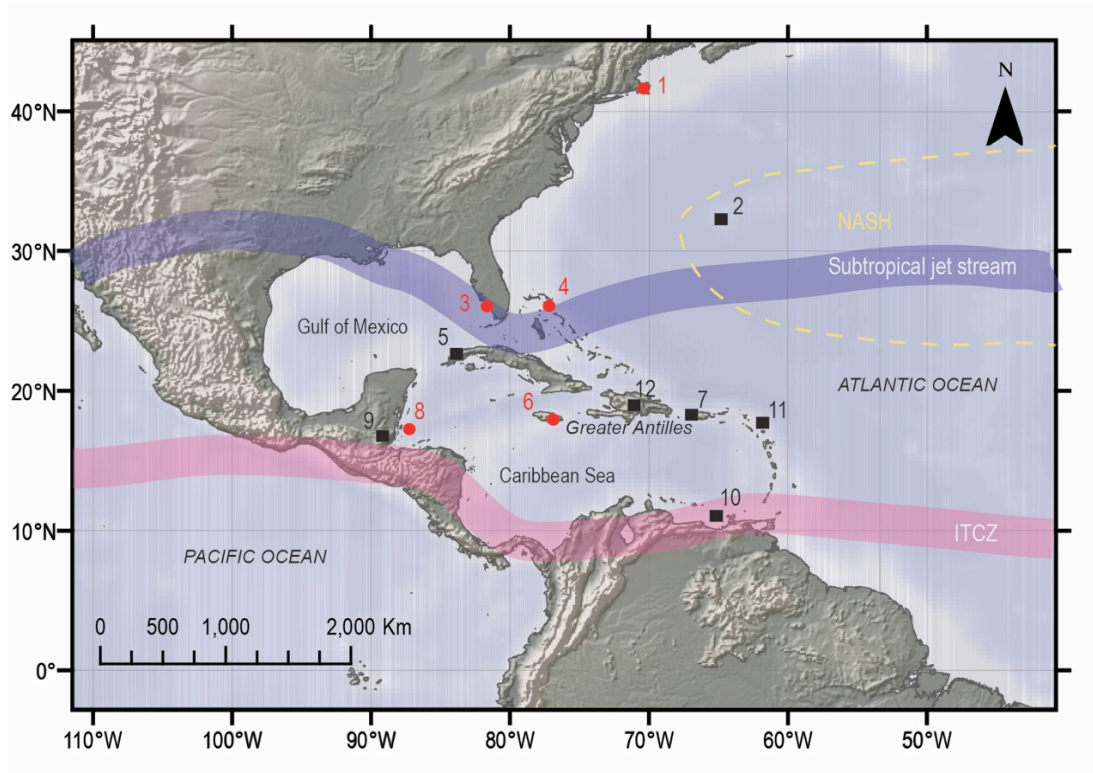 N
1
40°N
2
NASH
30°N
Subtropical jet stream
4
3
Gulf of Mexico
5
20°N
ATLANTIC OCEAN
12
7
6
11
8
9
Greater Antilles
Caribbean Sea
10
10°N
ITCZ
PACIFIC OCEAN
0 500 1,000 2,000 Km
0°
110°W 100°W 90°W 80°W 70°W 60°W 50°W